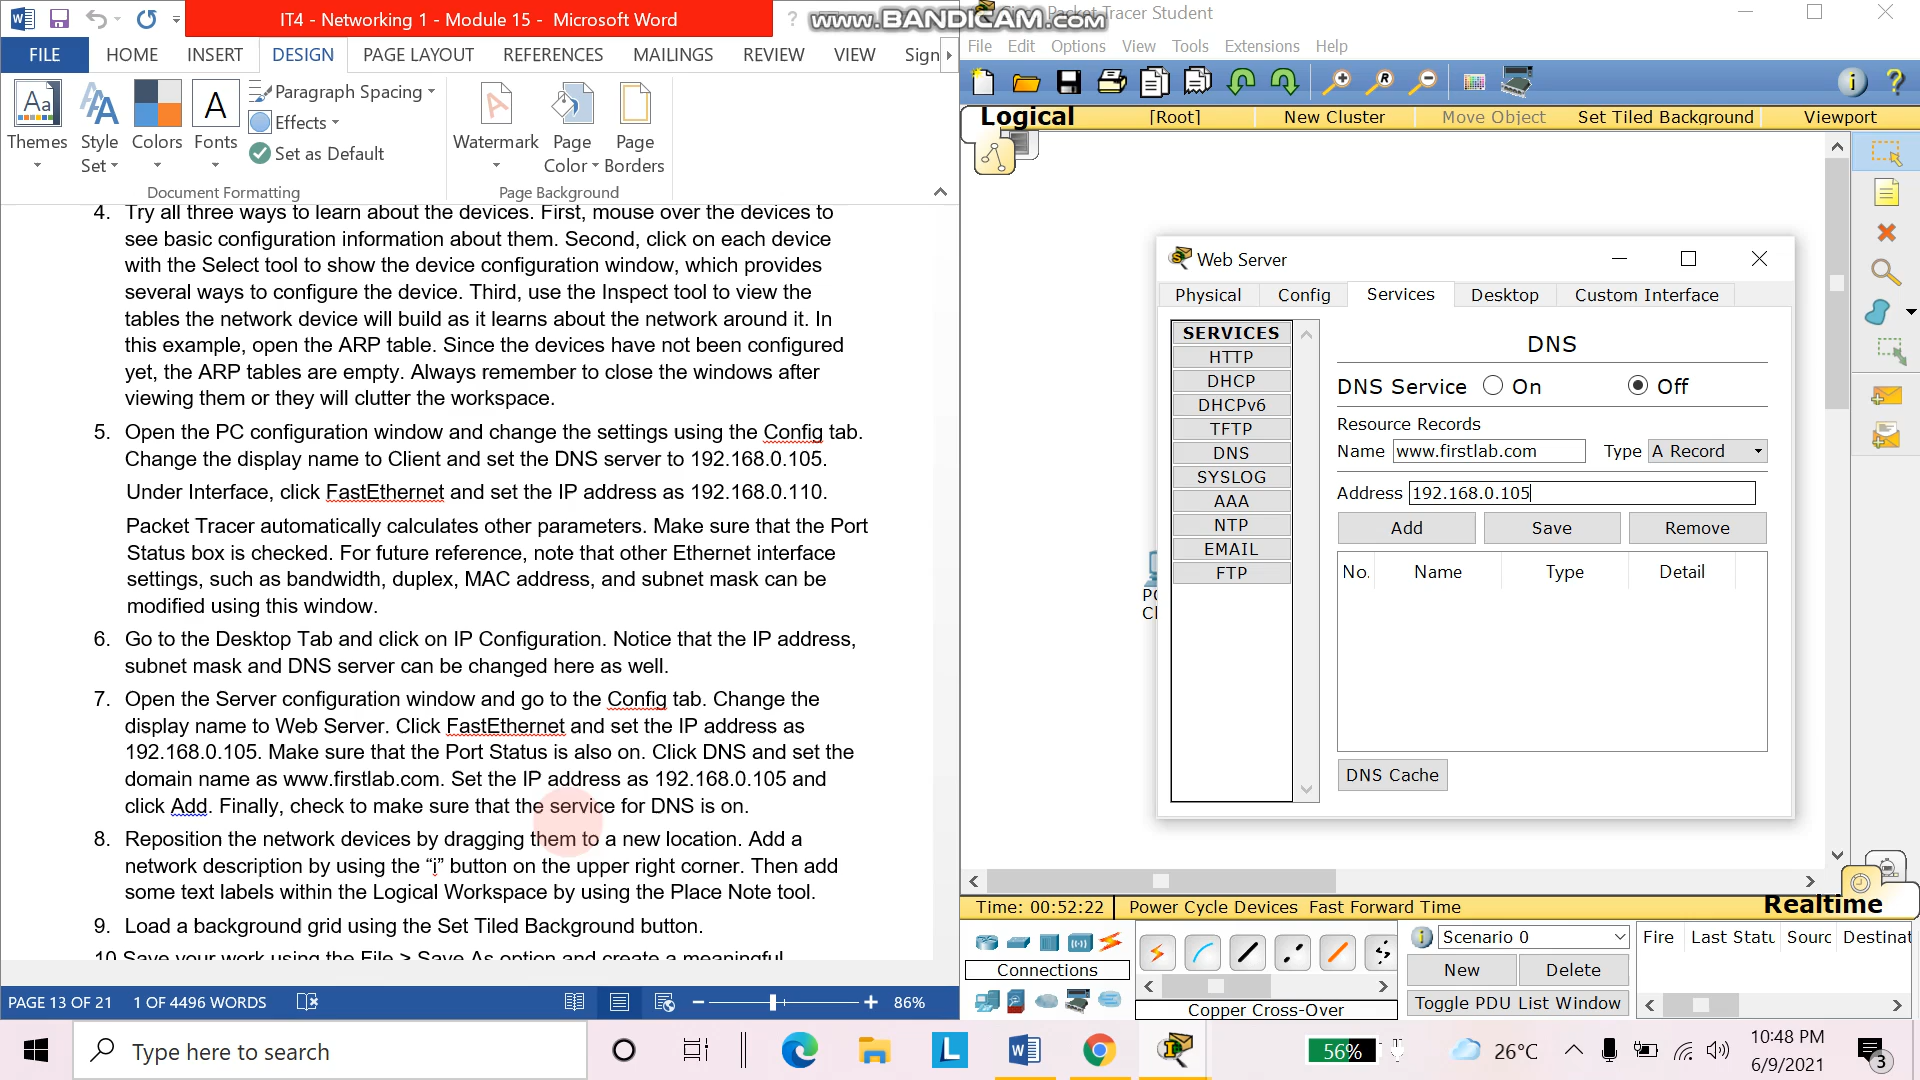 IT4 - Networking 1 - Module 15 - Microsoft Word
?
www.BANDICAM.com
Packet Tracer Student
FILE HOME INSERT DESIGN PAGE LAYOUT REFERENCES MAILINGS REVIEW VIEW Sign
File Edit Options View Tools Extensions Help
Aa A
Paragraph Spacing
Effects
Set as Default
Themes Style Set Colors Fonts Watermark Page Color Page Borders
Document Formatting Page Background
Logical [Root] New Cluster Move Object Set Tiled Background Viewport
4. Try all three ways to learn about the devices. First, mouse over the devices to
see basic configuration information about them. Second, click on each device
with the Select tool to show the device configuration window, which provides
several ways to configure the device. Third, use the Inspect tool to view the
tables the network device will build as it learns about the network around it. In
this example, open the ARP table. Since the devices have not been configured
yet, the ARP tables are empty. Always remember to close the windows after
viewing them or they will clutter the workspace.
5. Open the PC configuration window and change the settings using the Config tab.
Change the display name to Client and set the DNS server to 192.168.0.105.
Under Interface, click FastEthernet and set the IP address as 192.168.0.110.
Packet Tracer automatically calculates other parameters. Make sure that the Port
Status box is checked. For future reference, note that other Ethernet interface
settings, such as bandwidth, duplex, MAC address, and subnet mask can be
modified using this window.
6. Go to the Desktop Tab and click on IP Configuration. Notice that the IP address,
subnet mask and DNS server can be changed here as well.
7. Open the Server configuration window and go to the Config tab. Change the
display name to Web Server. Click FastEthernet and set the IP address as
192.168.0.105. Make sure that the Port Status is also on. Click DNS and set the
domain name as www.firstlab.com. Set the IP address as 192.168.0.105 and
click Add. Finally, check to make sure that the service for DNS is on.
8. Reposition the network devices by dragging them to a new location. Add a
network description by using the “i” button on the upper right corner. Then add
some text labels within the Logical Workspace by using the Place Note tool.
9. Load a background grid using the Set Tiled Background button.
10 Save your work using the File > Save As option and create a meaningful
PAGE 13 OF 21 1 OF 4496 WORDS 86%
Web Server
Physical Config Services Desktop Custom Interface
SERVICES
HTTP
DHCP
DHCPv6
TFTP
DNS
SYSLOG
AAA
NTP
EMAIL
FTP
DNS
DNS Service On Off
Resource Records
Name www.firstlab.com Type A Record
Address 192.168.0.105
Add Save Remove
No. Name Type Detail
DNS Cache
PC
Cl
Time: 00:52:22 Power Cycle Devices Fast Forward Time Realtime
Connections
Copper Cross-Over
Scenario 0
New Delete
Toggle PDU List Window
Fire Last Statu Sourc Destinat
Type here to search
56%
26°C
10:48 PM
6/9/2021
3